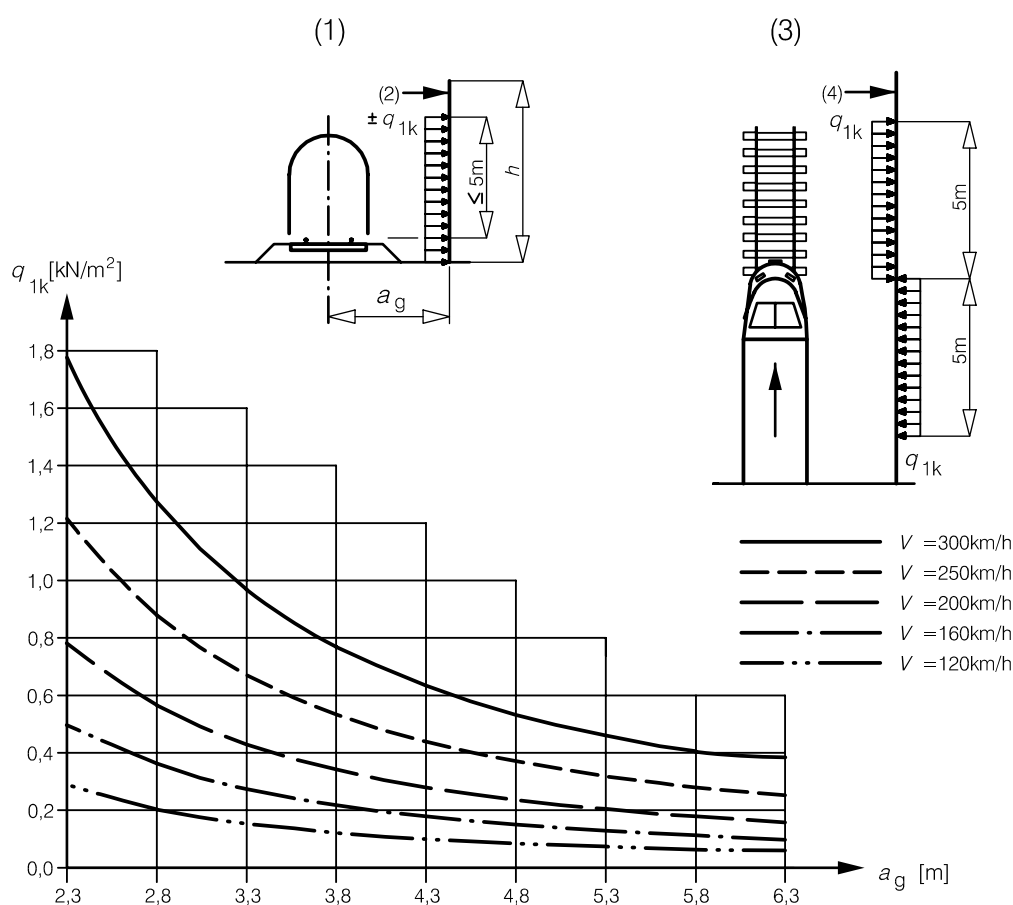 (1)
(3)
(2)
± q1k
≤ 5m
h
ag
(4)
q1k
5m
5m
q1k
q1k [kN/m²]
1,8
1,6
1,4
1,2
1,0
0,8
0,6
0,4
0,2
0,0
V =300km/h
V =250km/h
V =200km/h
V =160km/h
V =120km/h
2,3 2,8 3,3 3,8 4,3 4,8 5,3 5,8 6,3
ag [m]